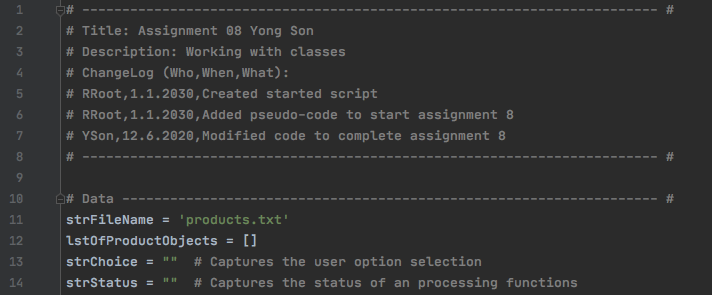 1 # ------------------------------------------------------------------------ #
2 # Title: Assignment 08 Yong Son
3 # Description: Working with classes
4 # ChangeLog (Who,When,What):
5 # RRoot,1.1.2030,Created started script
6 # RRoot,1.1.2030,Added pseudo-code to start assignment 8
7 # YSon,12.6.2020,Modified code to complete assignment 8
8 # ------------------------------------------------------------------------ #
9
10 # Data -------------------------------------------------------------------- #
11 strFileName = 'products.txt'
12 lstOfProductObjects = []
13 strChoice = ""  # Captures the user option selection
14 strStatus = ""  # Captures the status of an processing functions